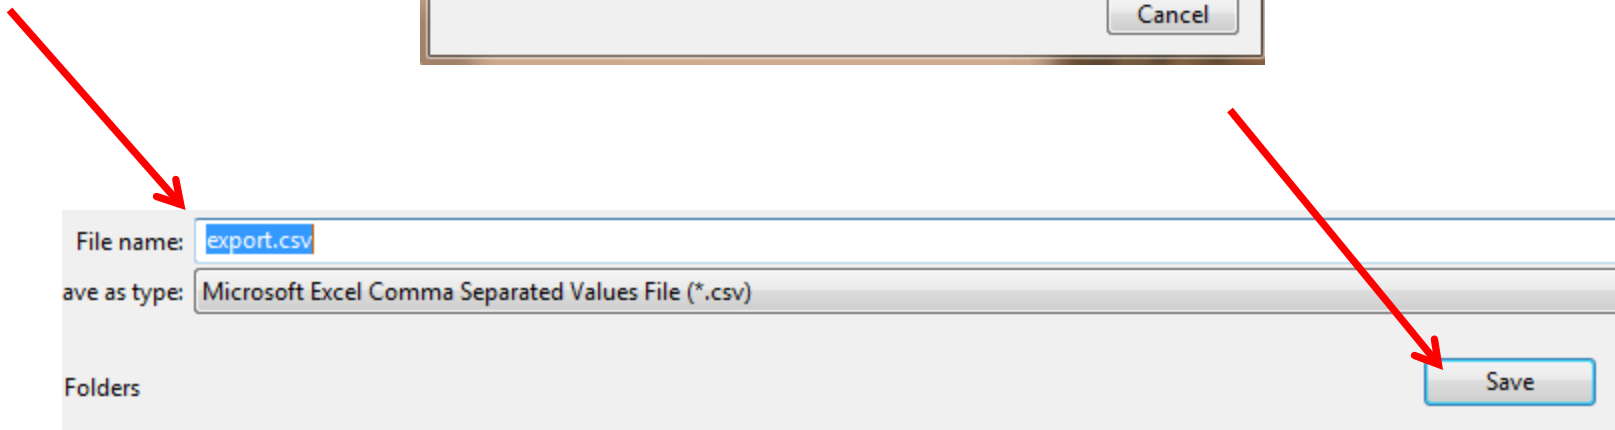 Cancel
File name: export.csv
ave as type: Microsoft Excel Comma Separated Values File (*.csv)
Folders
Save